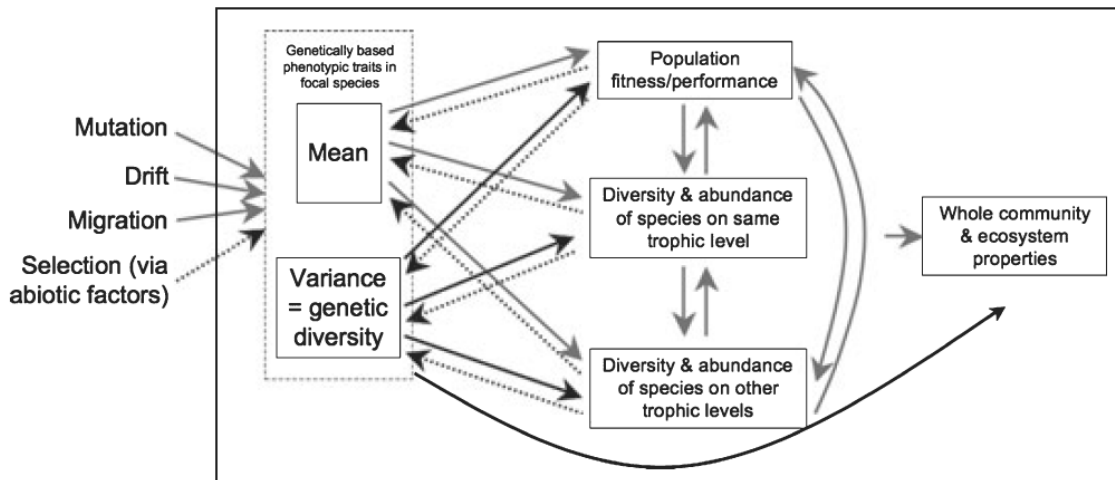 Genetically based
phenotypic traits in
focal species
Mean
Variance
= genetic
diversity
Mutation
Drift
Migration
Selection (via
abiotic factors)
Population
fitness/performance
Diversity & abundance
of species on same
trophic level
Diversity & abundance
of species on other
trophic levels
Whole community
& ecosystem
properties